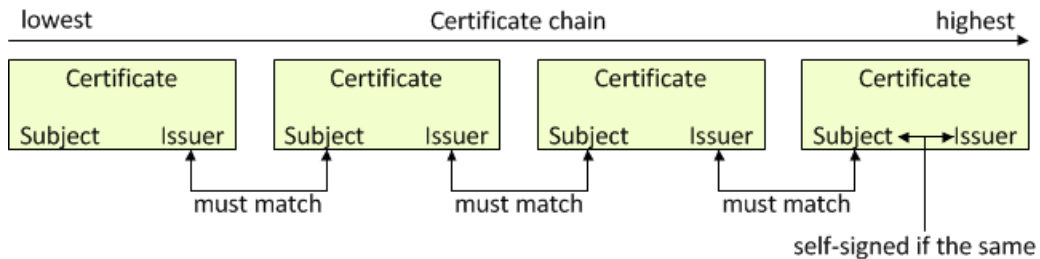 lowest Certificate chain highest
Certificate Certificate Certificate Certificate
Subject Issuer Subject Issuer Subject Issuer Subject Issuer
must match must match must match
self-signed if the same